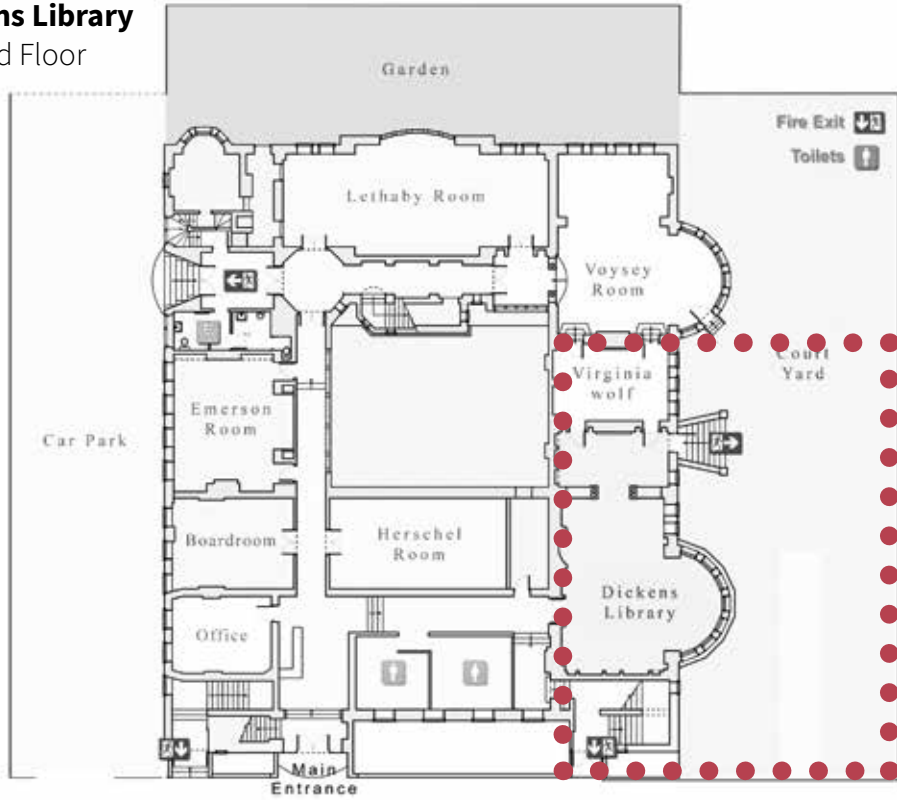 ns Library
d Floor
Garden
Fire Exit
Toilets
Lethaby Room
Voysey
Room
Court
Yard
Virginia
wolf
Emerson
Room
Car Park
Boardroom
Herschel
Room
Dickens
Library
Office
Main
Entrance